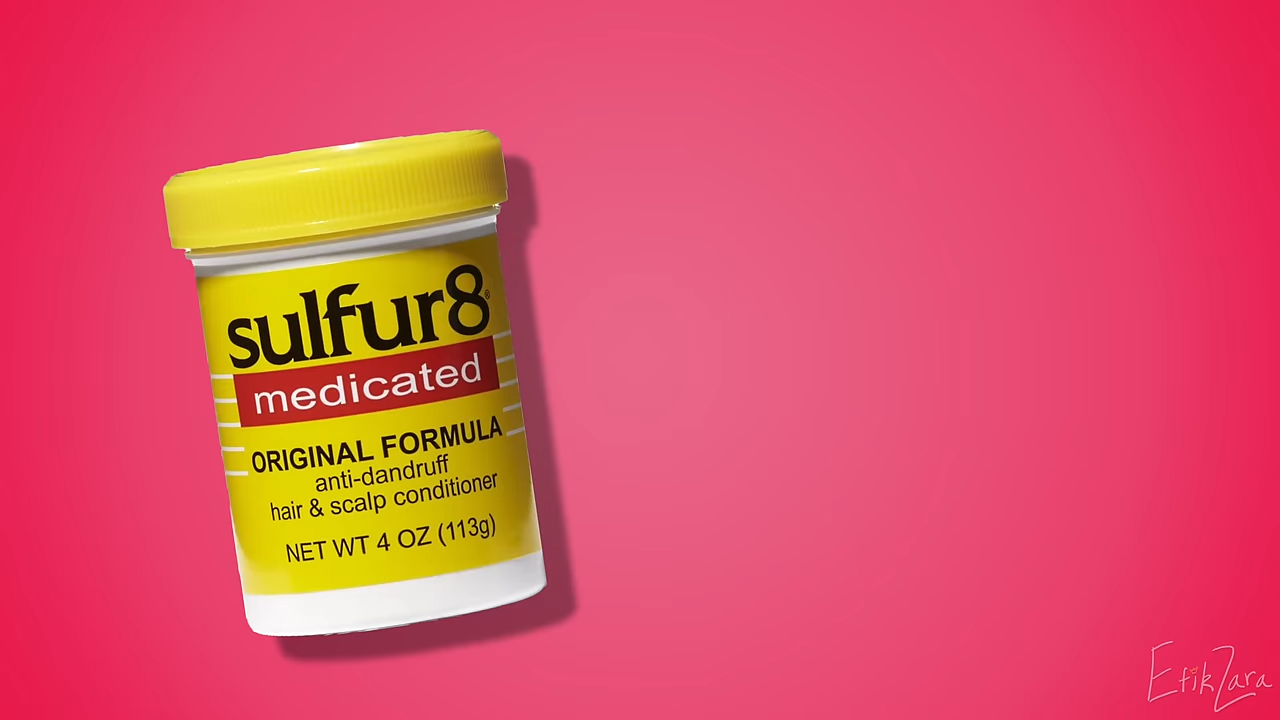 sulfur8®
medicated
ORIGINAL FORMULA
anti-dandruff
hair & scalp conditioner
NET WT 4 OZ (113g)
EfikZara